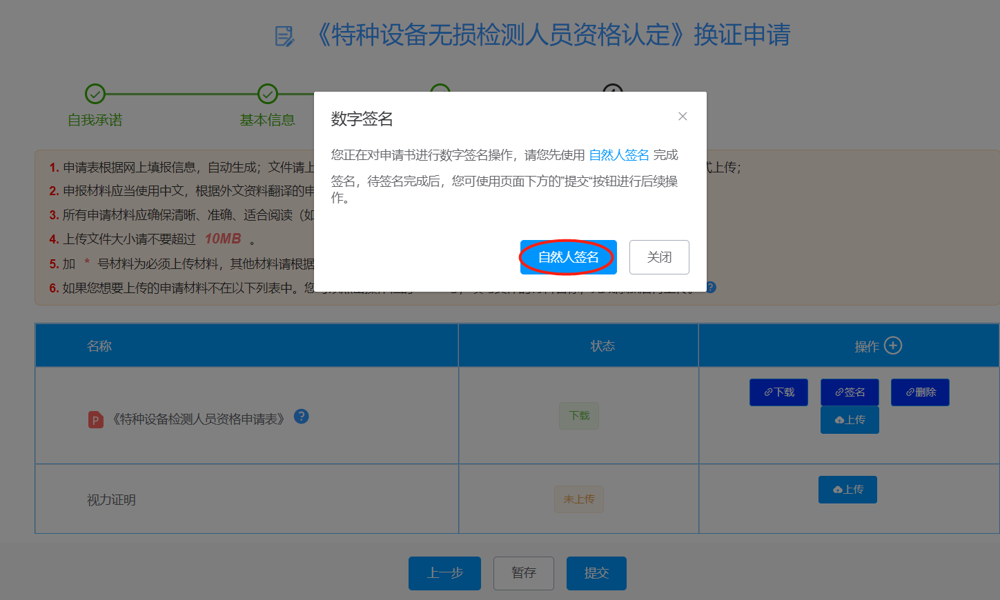 《特种设备无损检测人员资格认定》换证申请
自我承诺
基本信息
数字签名
您正在对申请书进行数字签名操作，请您先使用 自然人签名 完成
签名，待签名完成后，您可使用页面下方的”提交“按钮进行后续操
作。
自然人签名
关闭
1. 申请表根据网上填报信息，自动生成；文件请上
式上传；
2. 申报材料应当使用中文，根据外文资料翻译的申
3. 所有申请材料应确保清晰、准确、适合阅读（如
4. 上传文件大小请不要超过 10MB 。
5. 加 * 号材料为必须上传材料，其他材料请根据
6. 如果您想要上传的申请材料不在以下列表中。您
名称
状态
操作
《特种设备检测人员资格申请表》
下载
下载
签名
删除
上传
视力证明
未上传
上传
上一步
暂存
提交